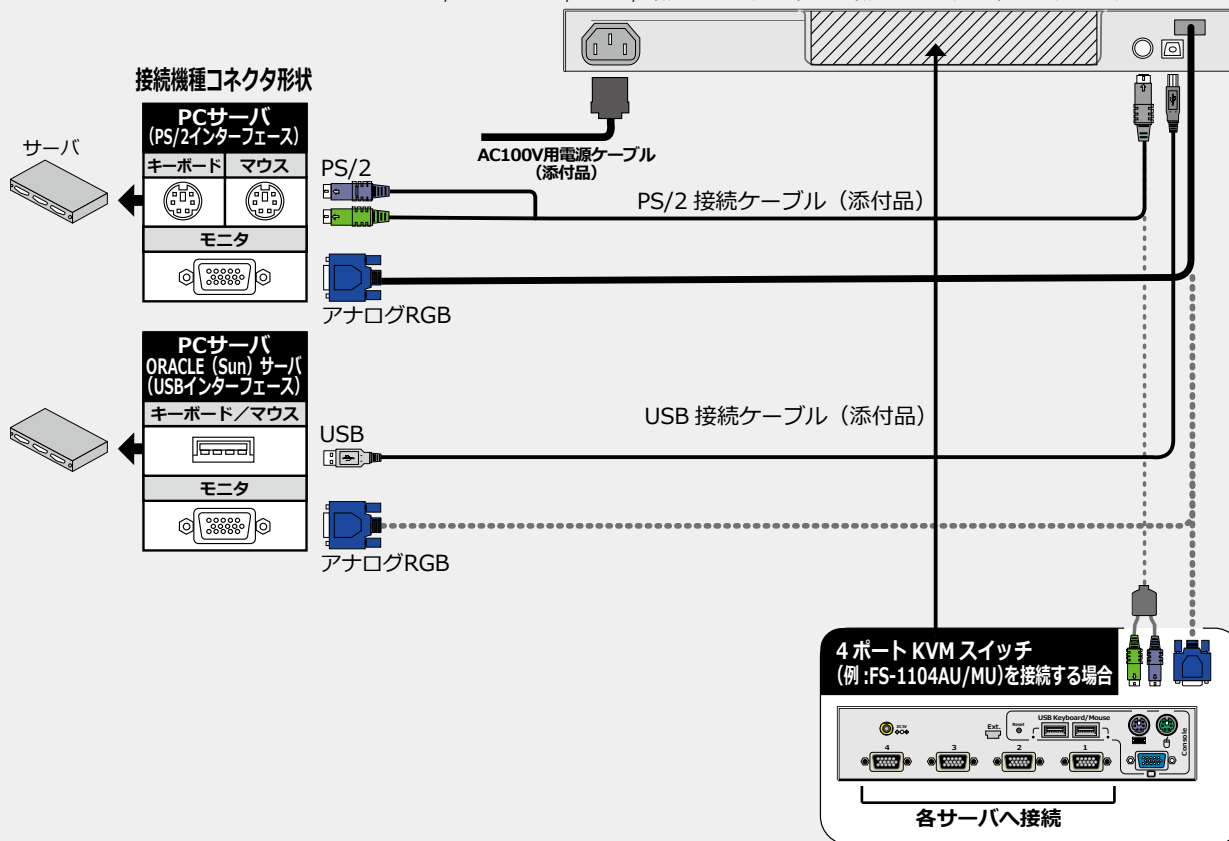 接続機種コネクタ形状
PCサーバ
(PS/2インターフェース)
キーボード
マウス
モニタ
サーバ
PS/2
アナログRGB
AC100V用電源ケーブル
(添付品)
PS/2 接続ケーブル（添付品）
PCサーバ
ORACLE（Sun）サーバ
（USBインターフェース）
キーボード／マウス
モニタ
USB
アナログRGB
USB 接続ケーブル（添付品）
4 ポート KVM スイッチ
(例 :FS-1104AU/MU)を接続する場合
DC5V
Ext.
Reset
USB Keyboard/Mouse
Console
4
3
2
1
各サーバへ接続